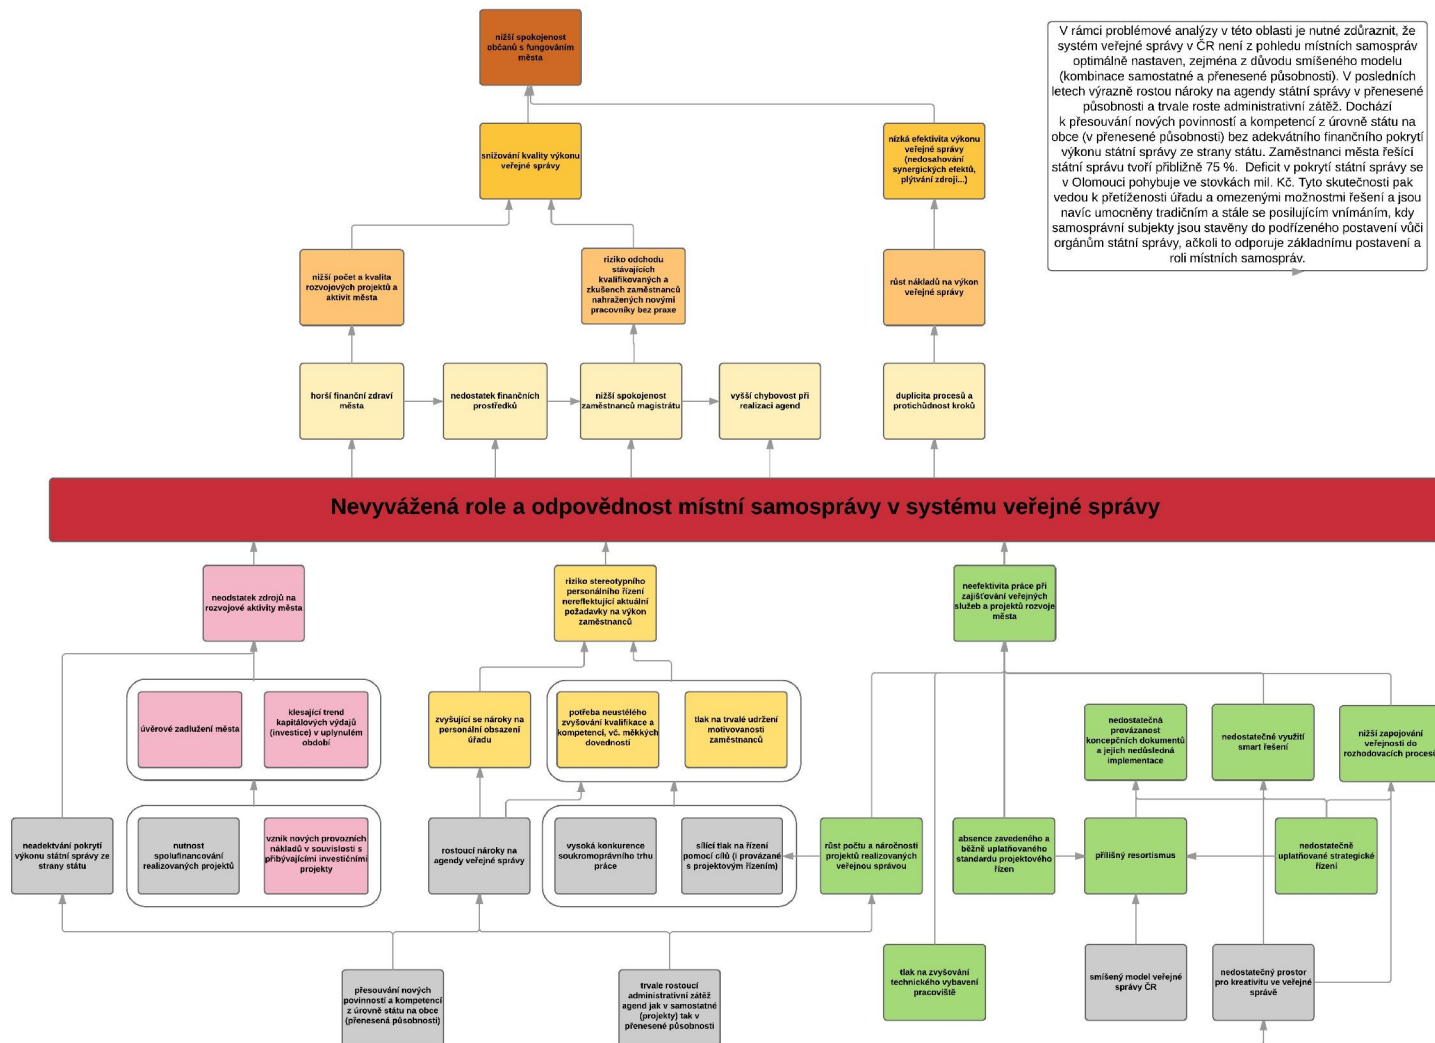 nižší spokojenost
občanů s fungováním
města
V rámci problémové analýzy v této oblasti je nutné zdůraznit, že
systém veřejné správy v ČR není z pohledu místních samospráv
optimálně nastaven, zejména z důvodu smíšeného modelu
(kombinace samostatné a přenesené působnosti). V posledních
letech výrazně rostou nároky na agendy státní správy v přenesené
působnosti a trvale roste administrativní zátěž. Dochází
k přesouvání nových povinností a kompetencí z úrovně státu na
obce (v přenesené působnosti) bez adekvátního finančního pokrytí
výkonu státní správy ze strany státu. Zaměstnanci města řešící
státní správu tvoří přibližně 75 %.  Deficit v pokrytí státní správy se
v Olomouci pohybuje ve stovkách mil. Kč. Tyto skutečnosti pak
vedou k přetíženosti úřadu a omezenými možnostmi řešení a jsou
navíc umocněny tradičním a stále se posilujícím vnímáním, kdy
samosprávní subjekty jsou stavěny do podřízeného postavení vůči
orgánům státní správy, ačkoli to odporuje základnímu postavení a
roli místních samospráv.
snižování kvality výkonu
veřejné správy
nízká efektivita výkonu
veřejné správy
(nedosahování
synergických efektů,
plýtvání zdroji...)
nižší počet a kvalita
rozvojových projektů a
aktivit města
riziko odchodu
stávajících
kvalifikovaných a
zkušench zaměstnanců
nahražených novými
pracovníky bez praxe
růst nákladů na výkon
veřejné správy
horší finanční zdraví
města
nedostatek finančních
prostředků
nižší spokojenost
zaměstnanců magistrátu
vyšší chybovost při
realizaci agend
duplicita procesů a
protichůdnost kroků
Nevyvážená role a odpovědnost místní samosprávy v systému veřejné správy
neodstatek zdrojů na
rozvojové aktivity města
riziko stereotypního
personálního řízení
nereflektující aktuální
požadavky na výkon
zaměstnanců
neefektivita práce při
zajišťování veřejných
služeb a projektů rozvoje
města
úvěrové zadlužení města
klesající trend
kapitálových výdajů
(investice) v uplynulém
období
zvyšující se nároky na
personální obsazení
úřadu
potřeba neustélého
zvyšování kvalifikace a
kompetencí, vč. měkkých
dovedností
tlak na trvalé udržení
motivovanosti
zaměstnanců
nedostatečná
provázanost
koncepčních dokumentů
a jejich nedůsledná
implementace
nedostatečné využití
smart řešení
nižší zapojování
veřejnosti do
rozhodovacích procesů
neadektvání pokrytí
výkonu státní správy ze
strany státu
nutnost
spolufinancování
realizovaných projektů
vznik nových provozních
nákladů v souvislosti s
přibývajícími investičními
projekty
rostoucí nároky na
agendy veřejné správy
vysoká konkurence
soukromoprávního trhu
práce
sílící tlak na řízení
pomocí cílů (i provázané
s projektovým řízením)
růst počtu a náročnosti
projektů realizovaných
veřejnou správou
absence zavedeného a
běžně uplatňovaného
standardu projektového
řízen
přílišný resortismus
nedostatečně
uplatňované strategické
řízení
přesouvání nových
povinností a kompetencí
z úrovně státu na obce
(přenesená působnosti)
trvale rostoucí
administrativní zátěž
agend jak v samostatné
(projekty) tak v
přenesené působnosti
tlak na zvyšování
technického vybavení
pracoviště
smíšený model veřejné
správy ČR
nedostatečný prostor
pro kreativitu ve veřejné
správě